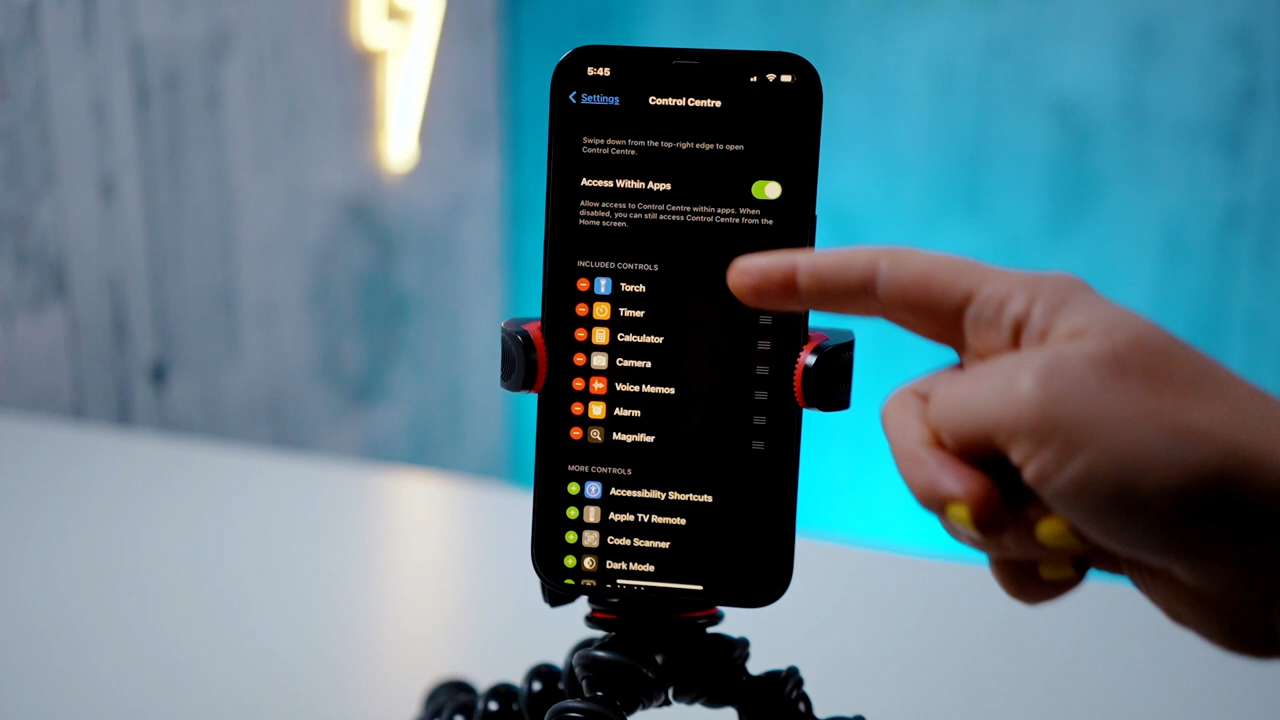 5:45
Settings
Control Centre
Swipe down from the top-right edge to open
Control Centre.
Access Within Apps
Allow access to Control Centre within apps. When
disabled, you can still access Control Centre from the
Home screen.
INCLUDED CONTROLS
Torch
Timer
Calculator
Camera
Voice Memos
Alarm
Magnifier
MORE CONTROLS
Accessibility Shortcuts
Apple TV Remote
Code Scanner
Dark Mode